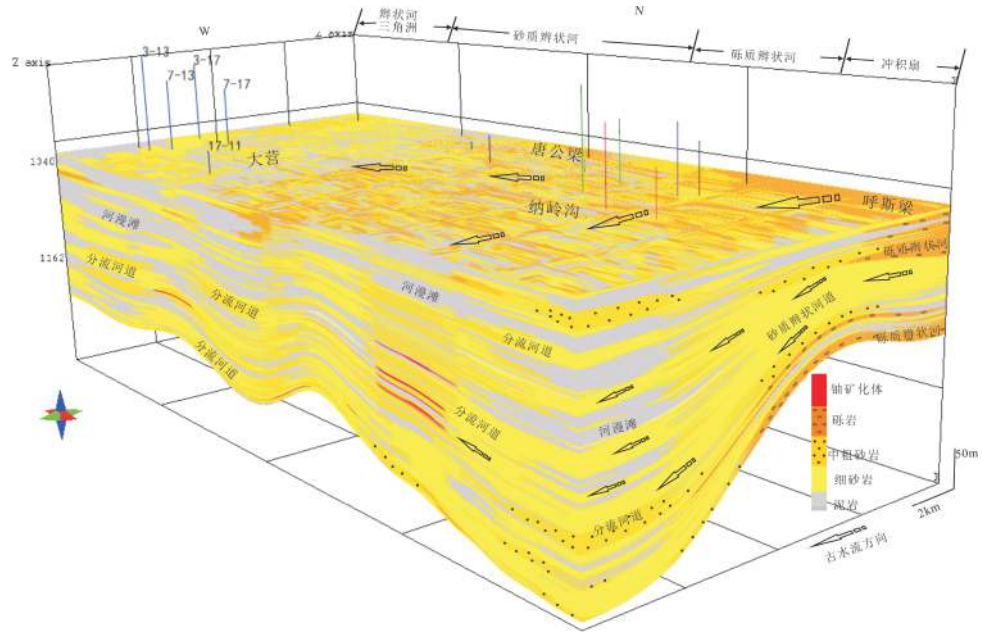 辫状河
三角洲
N
W
砂质辫状河
砾质辫状河
冲积扇
Z axis
3-13
3-17
7-13
7-17
17-11
1340
大营
唐公梁
纳岭沟
呼斯梁
河漫滩
砾质辫状河
1162
分流河道
分流河道
河漫滩
砂质辫状河道
分流河道
砾质辫状河
分流河道
分流河道
河漫滩
分流河道
铀矿化体
砾岩
中粗砂岩
细砂岩
泥岩
50m
2km
古水流方向